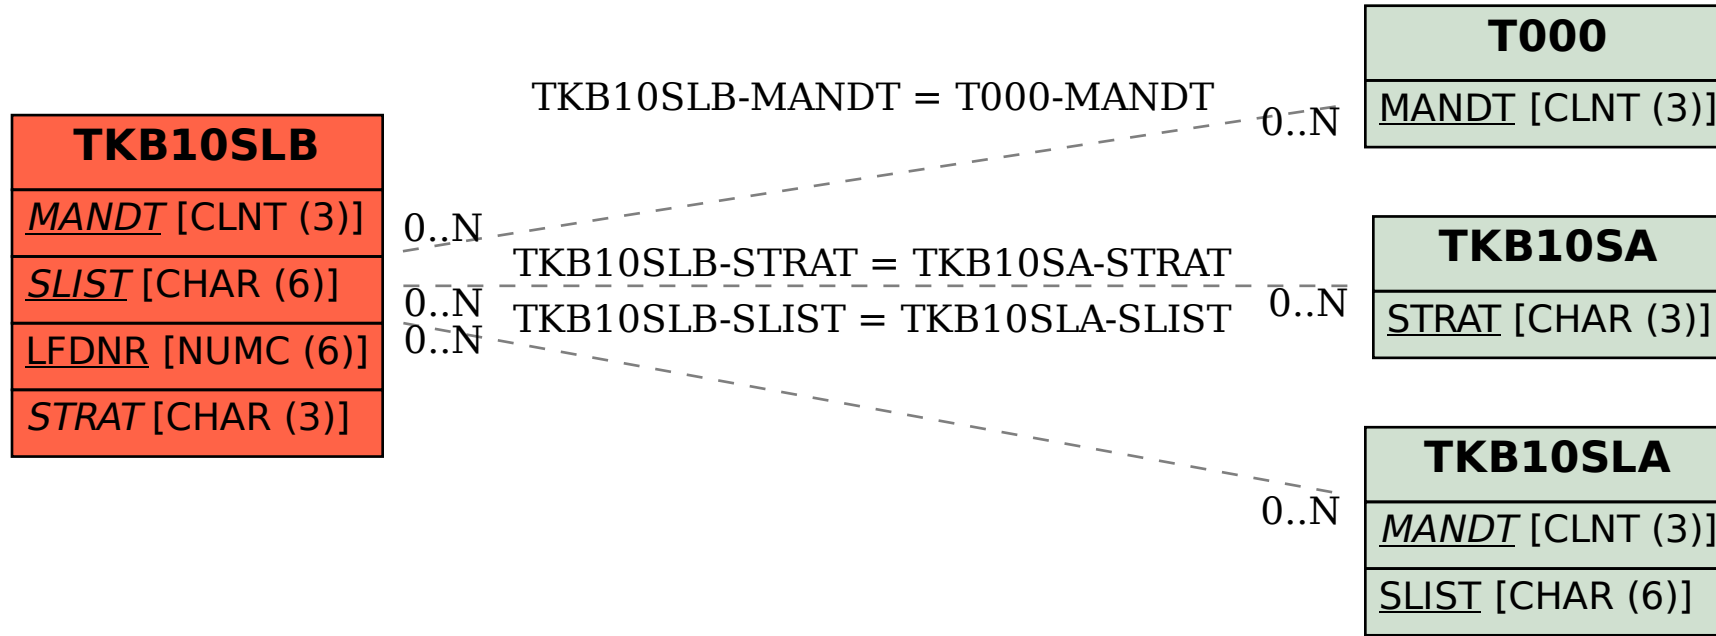 TKB10SLB
MANDT [CLNT (3)]
SLIST [CHAR (6)]
LFDNR [NUMC (6)]
STRAT [CHAR (3)]
TKB10SLB-MANDT = T000-MANDT
0..N
0..N
TKB10SLB-STRAT = TKB10SA-STRAT
0..N
0..N
TKB10SLB-SLIST = TKB10SLA-SLIST
0..N
0..N
T000
MANDT [CLNT (3)]
TKB10SA
STRAT [CHAR (3)]
TKB10SLA
MANDT [CLNT (3)]
SLIST [CHAR (6)]